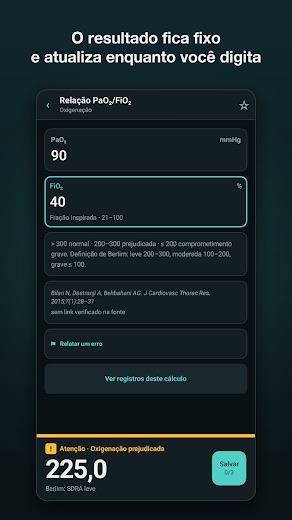 O resultado fica fixo
e atualiza enquanto você digita
Relação PaO₂/FiO₂
Oxigenação
PaO₂
mmHg
90
FiO₂
%
40
Fração Inspirada · 21–100
> 300 normal · 200–300 prejudicada · ≤ 200 comprometimento
grave. Definição de Berlim: leve 200–300, moderada 100–200,
grave ≤ 100.
Bilan N, Dastranji A, Behbahani AG. J Cardiovasc Thorac Res.
2015;7(1):28–31
sem link verificado na fonte
Relatar um erro
Ver registros deste cálculo
! Atenção · Oxigenação prejudicada
225,0
Berlim: SDRA leve
Salvar
0/3